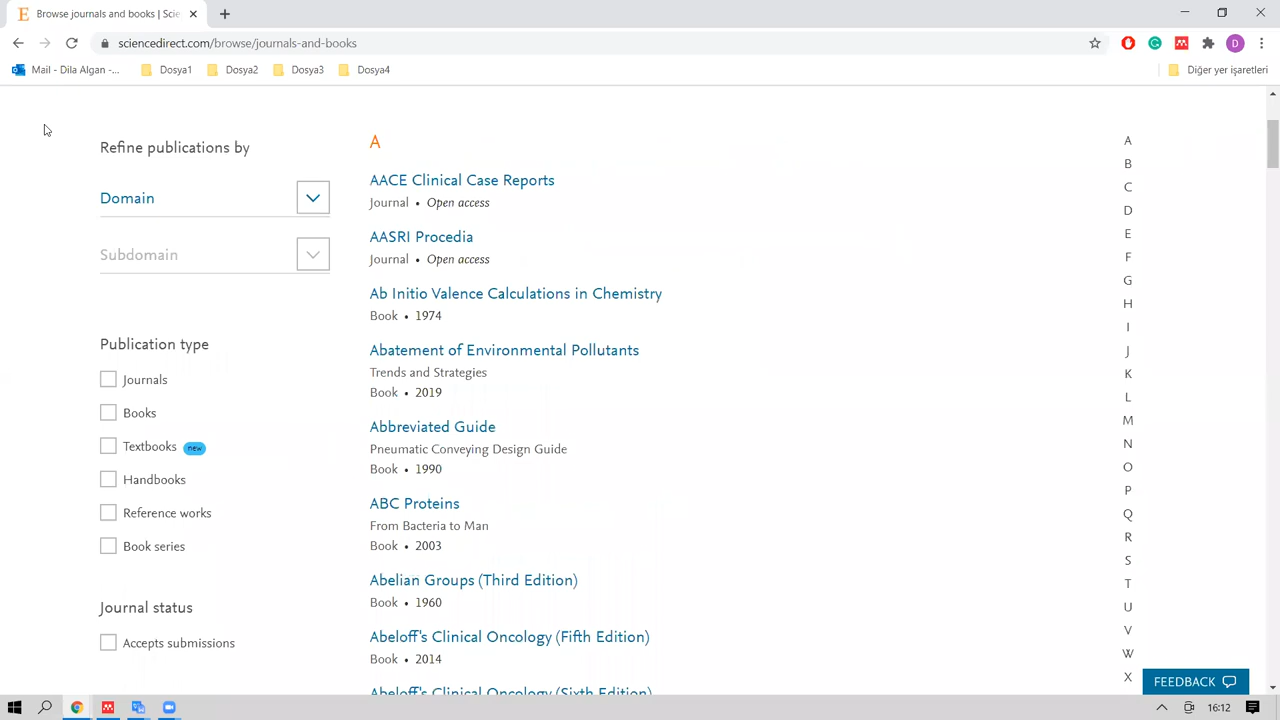 Browse journals and books | Scie
sciencedirect.com/browse/journals-and-books
D
Mail - Dila Algan -...
Dosya1
Dosya2
Dosya3
Dosya4
Diğer yer işaretleri
Refine publications by
Domain
Subdomain
Publication type
Journals
Books
Textbooks new
Handbooks
Reference works
Book series
Journal status
Accepts submissions
A
AACE Clinical Case Reports
Journal • Open access
AASRI Procedia
Journal • Open access
Ab Initio Valence Calculations in Chemistry
Book • 1974
Abatement of Environmental Pollutants
Trends and Strategies
Book • 2019
Abbreviated Guide
Pneumatic Conveying Design Guide
Book • 1990
ABC Proteins
From Bacteria to Man
Book • 2003
Abelian Groups (Third Edition)
Book • 1960
Abeloff's Clinical Oncology (Fifth Edition)
Book • 2014
Abeloff's Clinical Oncology (Sixth Edition)
A
B
C
D
E
F
G
H
I
J
K
L
M
N
O
P
Q
R
S
T
U
V
W
X
FEEDBACK
16:12